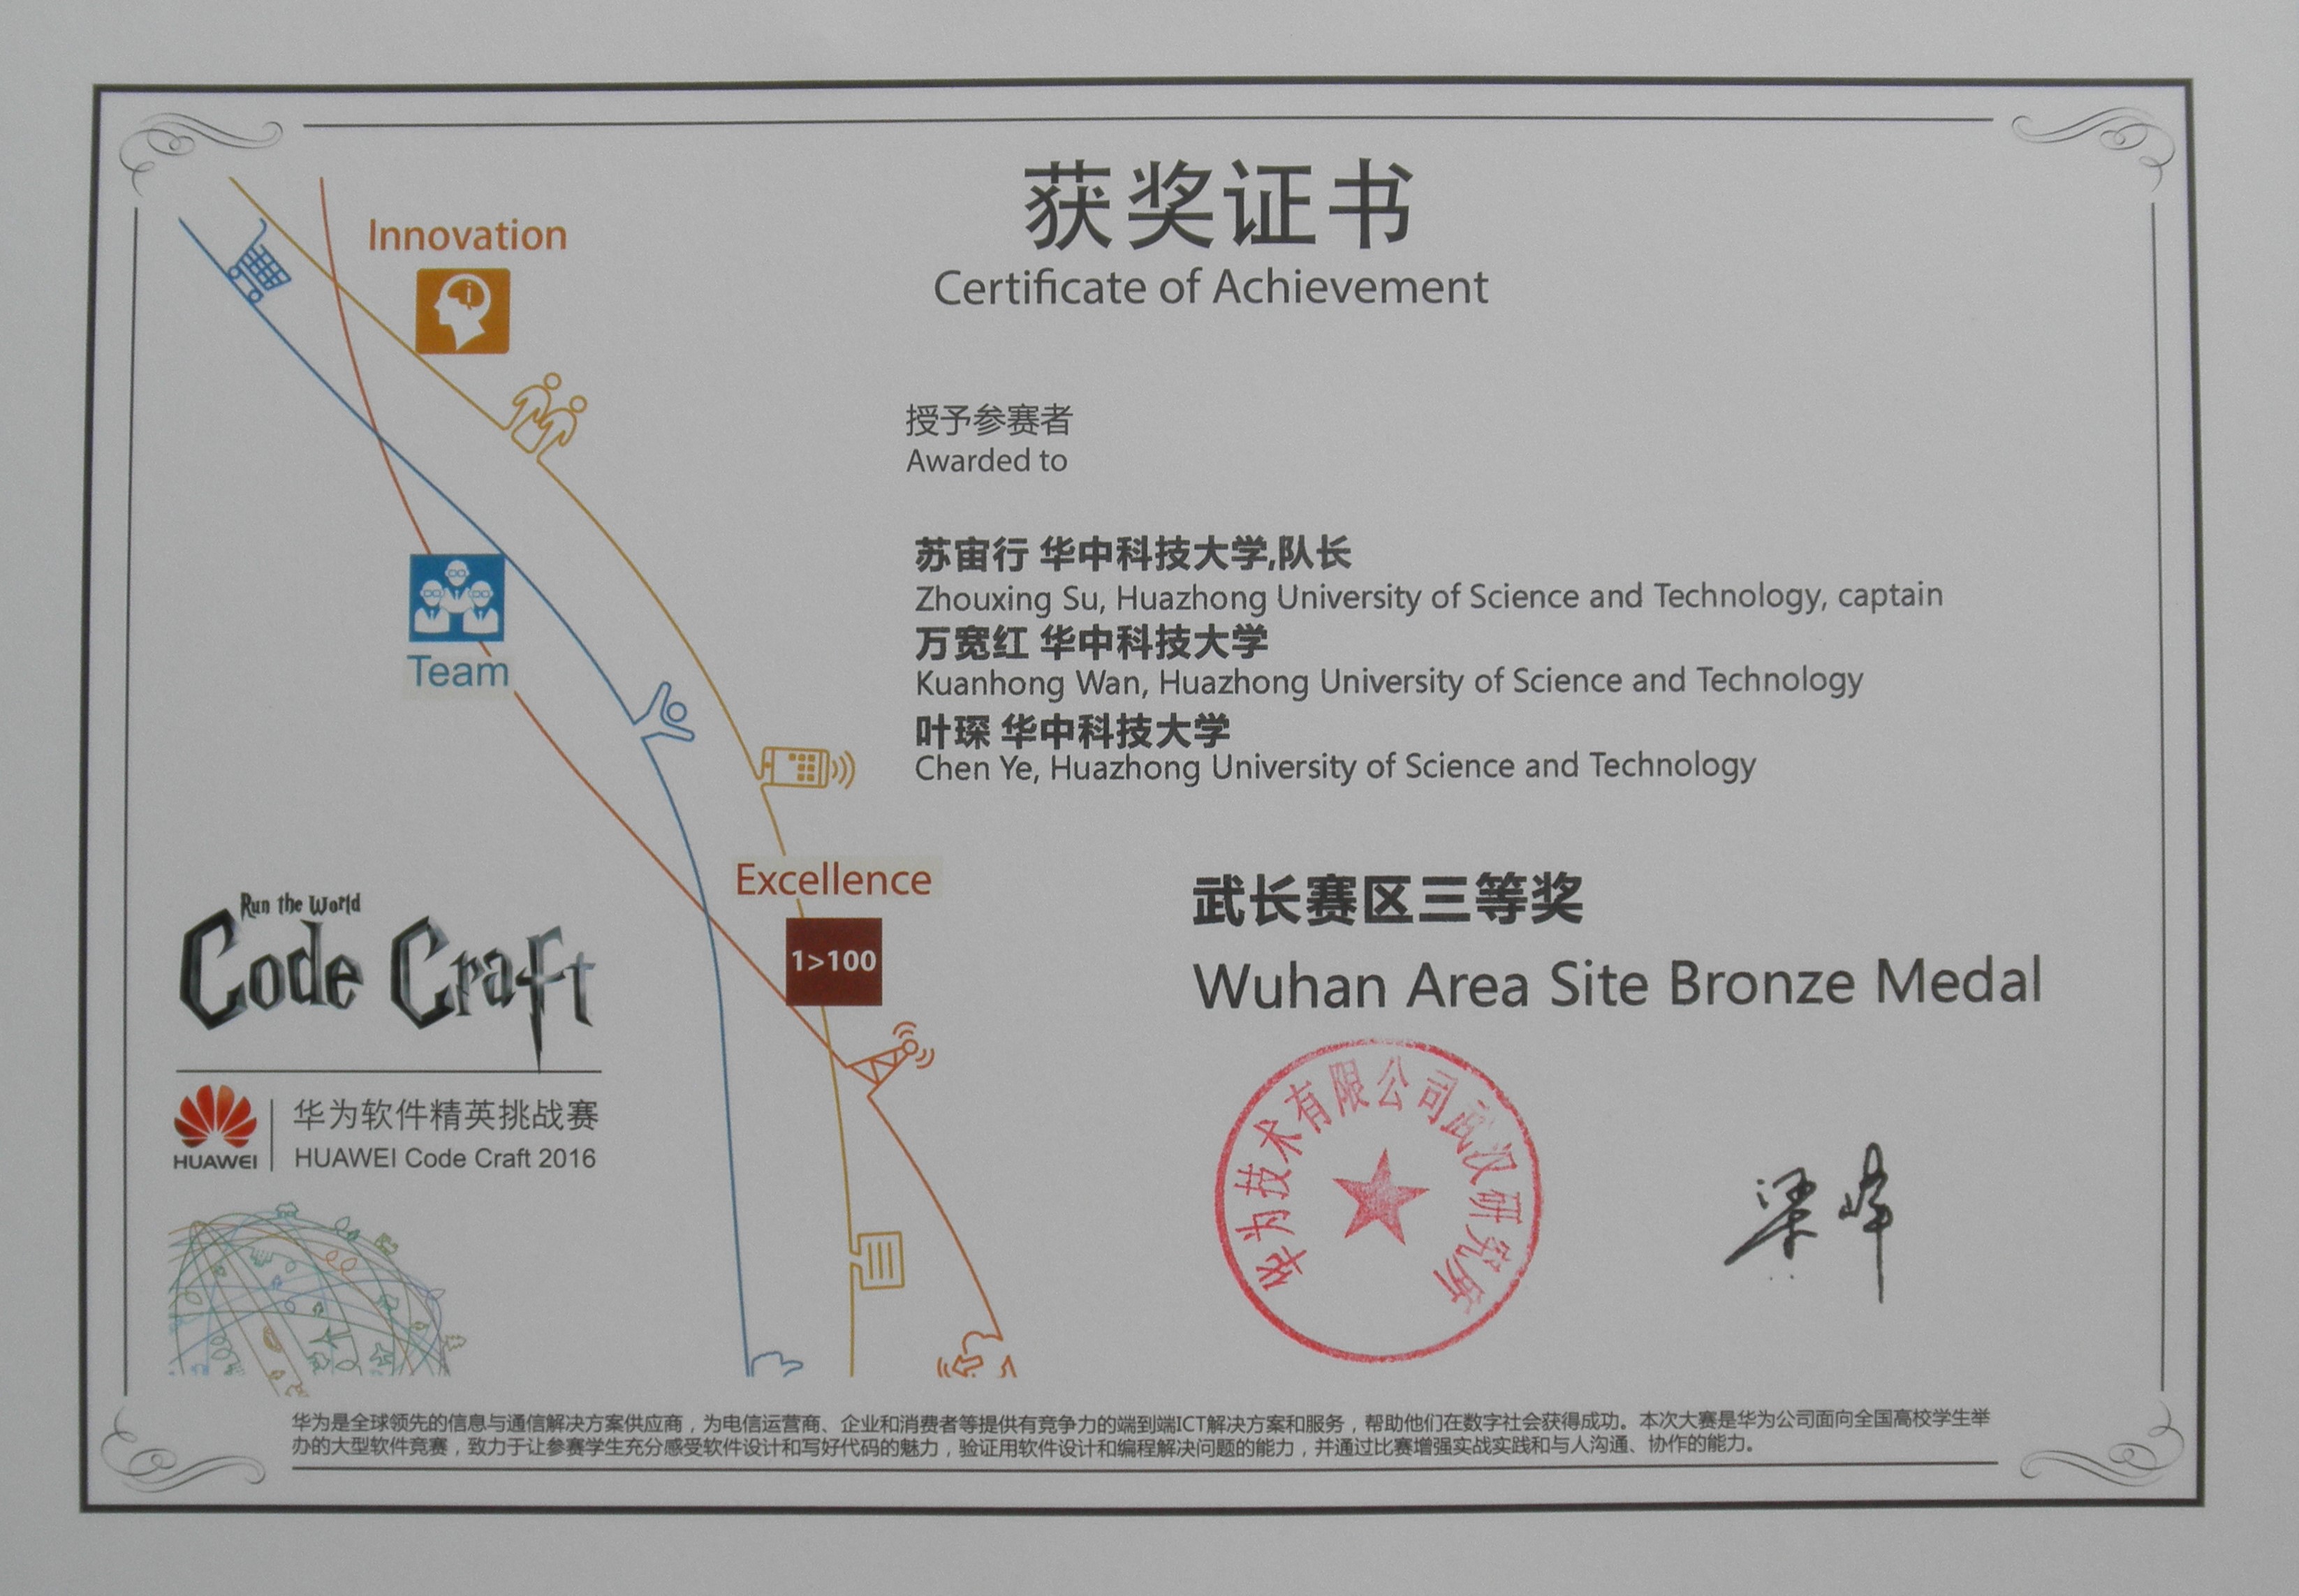 获奖证书
Certificate of Achievement
Innovation
授予参赛者
Awarded to
苏宙行 华中科技大学,队长
Zhouxing Su, Huazhong University of Science and Technology, captain
万宽红 华中科技大学
Kuanhong Wan, Huazhong University of Science and Technology
叶琛 华中科技大学
Chen Ye, Huazhong University of Science and Technology
Team
Excellence
1>100
武长赛区三等奖
Wuhan Area Site Bronze Medal
Run the World
Code Craft
HUAWEI
华为软件精英挑战赛
HUAWEI Code Craft 2016
华为技术有限公司武汉研究所
梁峰
华为是全球领先的信息与通信解决方案供应商，为电信运营商、企业和消费者等提供有竞争力的端到端ICT解决方案和服务，帮助他们在数字社会获得成功。本次大赛是华为公司面向全国高校学生举
办的大型软件竞赛，致力于让参赛学生充分感受软件设计和写好代码的魅力，验证用软件设计和编程解决问题的能力，并通过比赛增强实战实践和与人沟通、协作的能力。